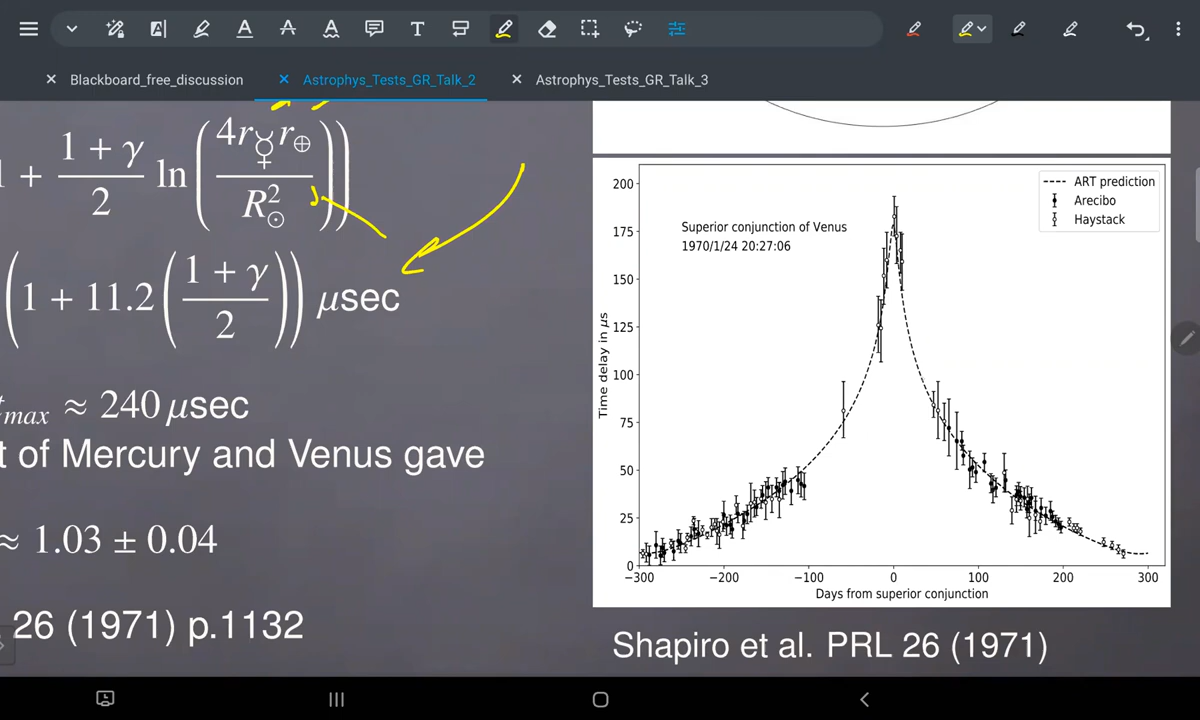 Blackboard_free_discussion Astrophys_Tests_GR_Talk_2 Astrophys_Tests_GR_Talk_3
1 + (1 + γ)/2 ln(4r☿r⊕/R²⊙))
(1 + 11.2((1 + γ)/2)) μsec
max ≈ 240 μsec
t of Mercury and Venus gave
≈ 1.03 ± 0.04
26 (1971) p.1132
Superior conjunction of Venus
1970/1/24 20:27:06
ART prediction
Arecibo
Haystack
Time delay in μs
200
175
150
125
100
75
50
25
0
−300 −200 −100 0 100 200 300
Days from superior conjunction
Shapiro et al. PRL 26 (1971)